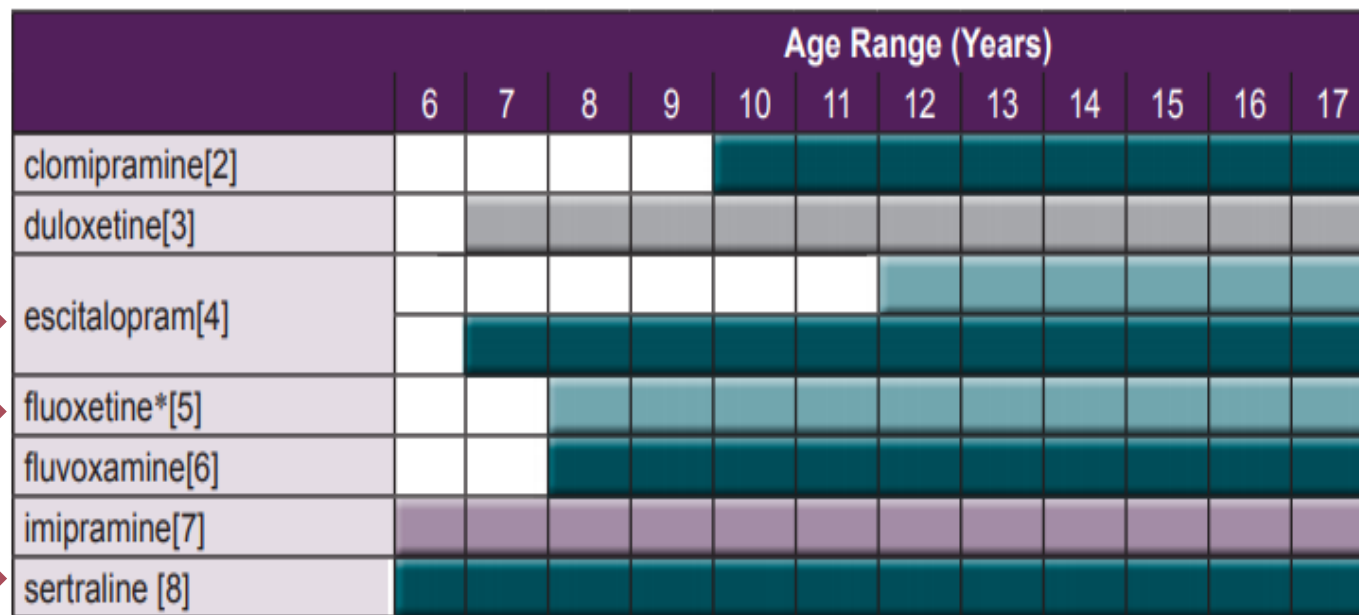 Age Range (Years)
6 7 8 9 10 11 12 13 14 15 16 17
clomipramine[2]
duloxetine[3]
escitalopram[4]
fluoxetine*[5]
fluvoxamine[6]
imipramine[7]
sertraline [8]